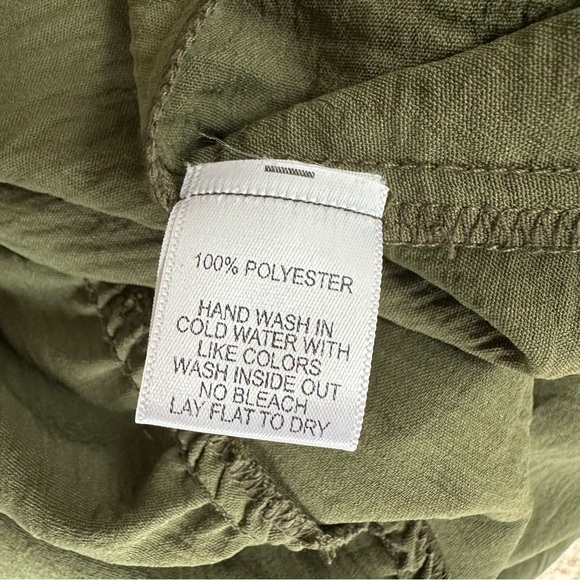 100% POLYESTER
HAND WASH IN
COLD WATER WITH
LIKE COLORS
WASH INSIDE OUT
NO BLEACH
LAY FLAT TO DRY